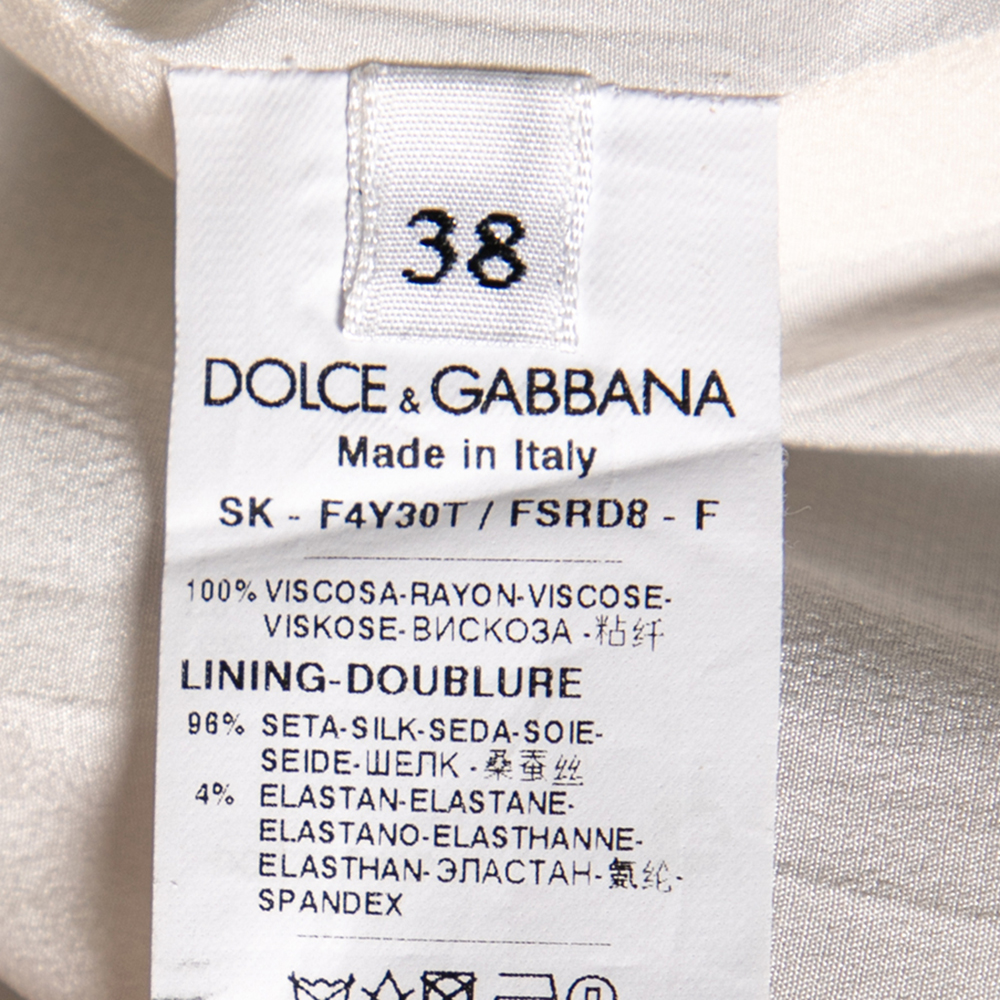 38
DOLCE & GABBANA
Made in Italy
SK - F4Y30T / FSRD8 - F
100% VISCOSA-RAYON-VISCOSE-
VISKOSE-ВИСКОЗА -粘纤
LINING-DOUBLURE
96% SETA-SILK-SEDA-SOIE-
SEIDE-ШЕЛК -桑蚕丝
4% ELASTAN-ELASTANE-
ELASTANO-ELASTHANNE-
ELASTHAN-ЭЛАСТАН-氨纶-
SPANDEX